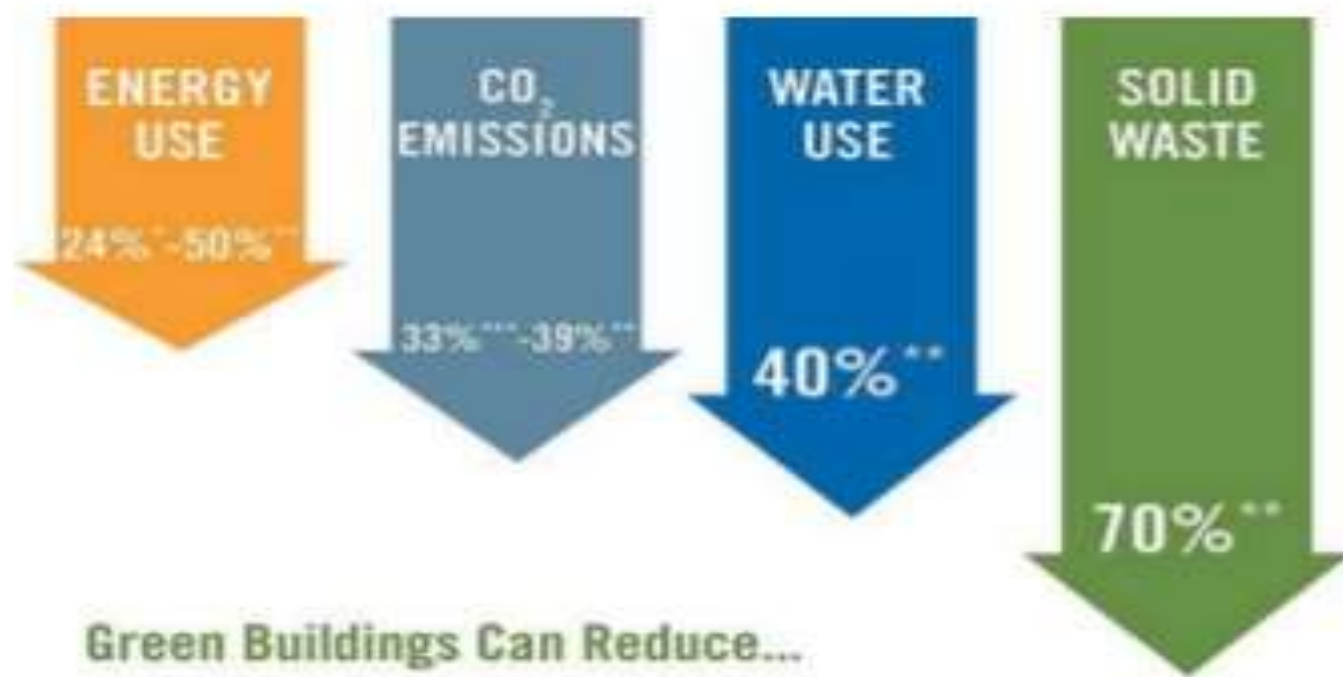 ENERGY
USE
24%*-50%**
CO₂
EMISSIONS
33%***-39%**
WATER
USE
40%**
SOLID
WASTE
70%**
Green Buildings Can Reduce...